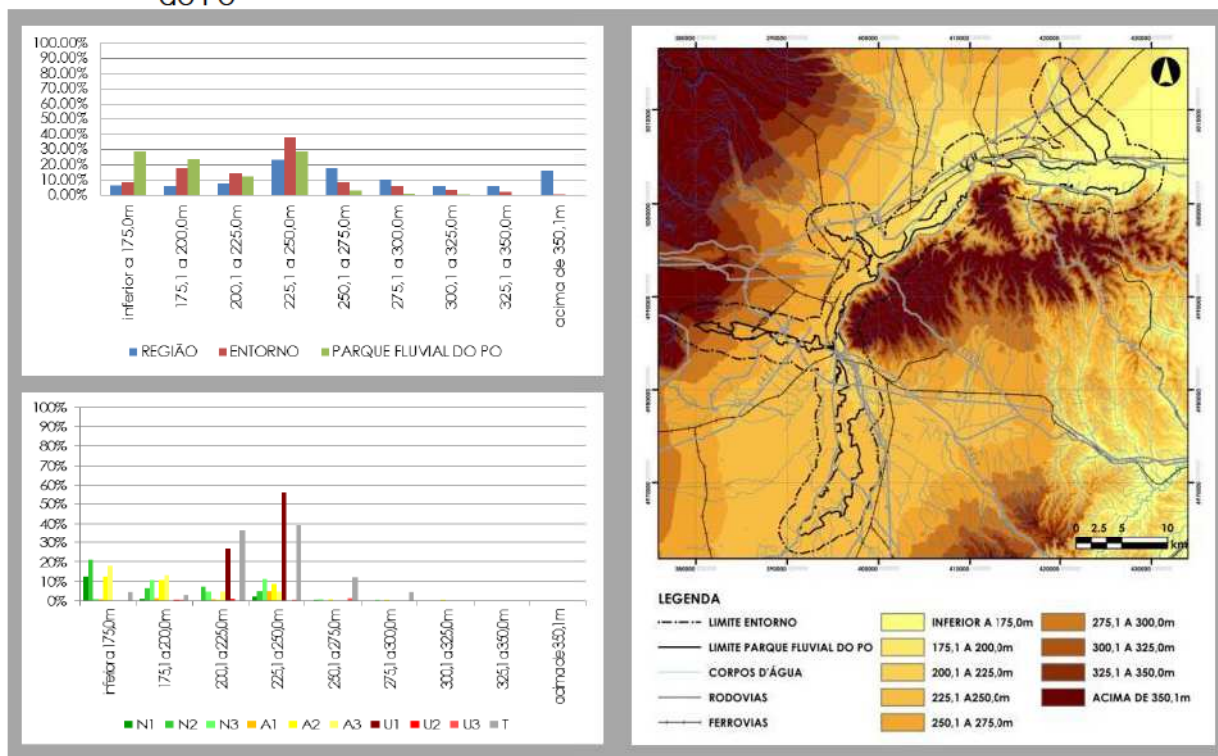 do Po
100.00%
90.00%
80.00%
70.00%
60.00%
50.00%
40.00%
30.00%
20.00%
10.00%
0.00%
inferior a 175,0m
175,1 a 200,0m
200,1 a 225,0m
225,1 a 250,0m
250,1 a 275,0m
275,1 a 300,0m
300,1 a 325,0m
325,1 a 350,0m
acima de 350,1m
REGIÃO ENTORNO PARQUE FLUVIAL DO PO
100%
90%
80%
70%
60%
50%
40%
30%
20%
10%
0%
inferior a 175,0m
175,1 a 200,0m
200,1 a 225,0m
225,1 a 250,0m
250,1 a 275,0m
275,1 a 300,0m
300,1 a 325,0m
325,1 a 350,0m
acima de 350,1m
N1 N2 N3 A1 A2 A3 U1 U2 U3 T
0 2.5 5 10
km
LEGENDA
LIMITE ENTORNO
LIMITE PARQUE FLUVIAL DO PO
CORPOS D'ÁGUA
RODOVIAS
FERROVIAS
INFERIOR A 175,0m
175,1 A 200,0m
200,1 A 225,0m
225,1 A250,0m
250,1 A 275,0m
275,1 A 300,0m
300,1 A 325,0m
325,1 A 350,0m
ACIMA DE 350,1m